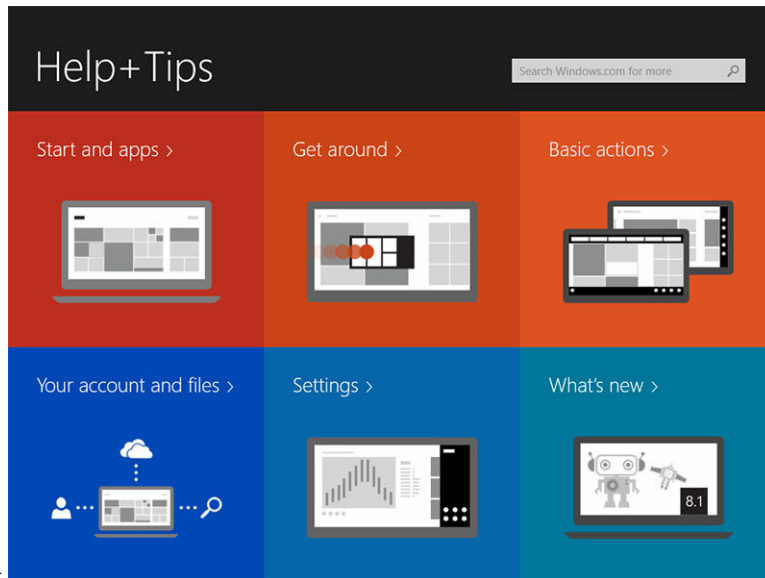 Help+Tips
Search Windows.com for more
Start and apps >
Get around >
Basic actions >
Your account and files >
Settings >
What's new >
8.1